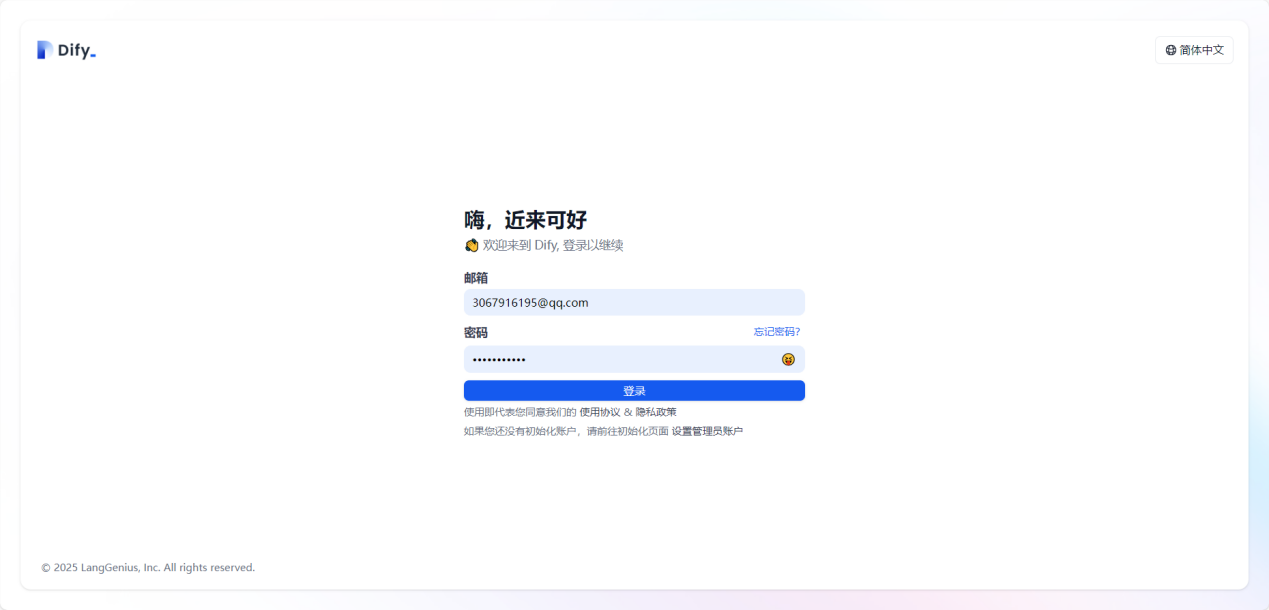 Dify_
简体中文
嗨，近来可好
👋 欢迎来到 Dify, 登录以继续
邮箱
3067916195@qq.com
密码 忘记密码?
•••••••••••
登录
使用即代表您同意我们的 使用协议 & 隐私政策
如果您还没有初始化账户，请前往初始化页面 设置管理员账户
© 2025 LangGenius, Inc. All rights reserved.